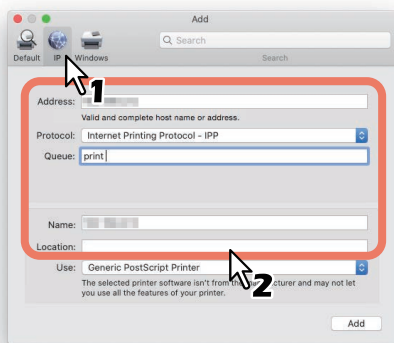 Add
Search
Default IP Windows Search
1
Address:
Valid and complete host name or address.
Protocol: Internet Printing Protocol - IPP
Queue: print
Name:
Location:
Use: Generic PostScript Printer
2
The selected printer software isn't from the manufacturer and may not let
you use all the features of your printer.
Add